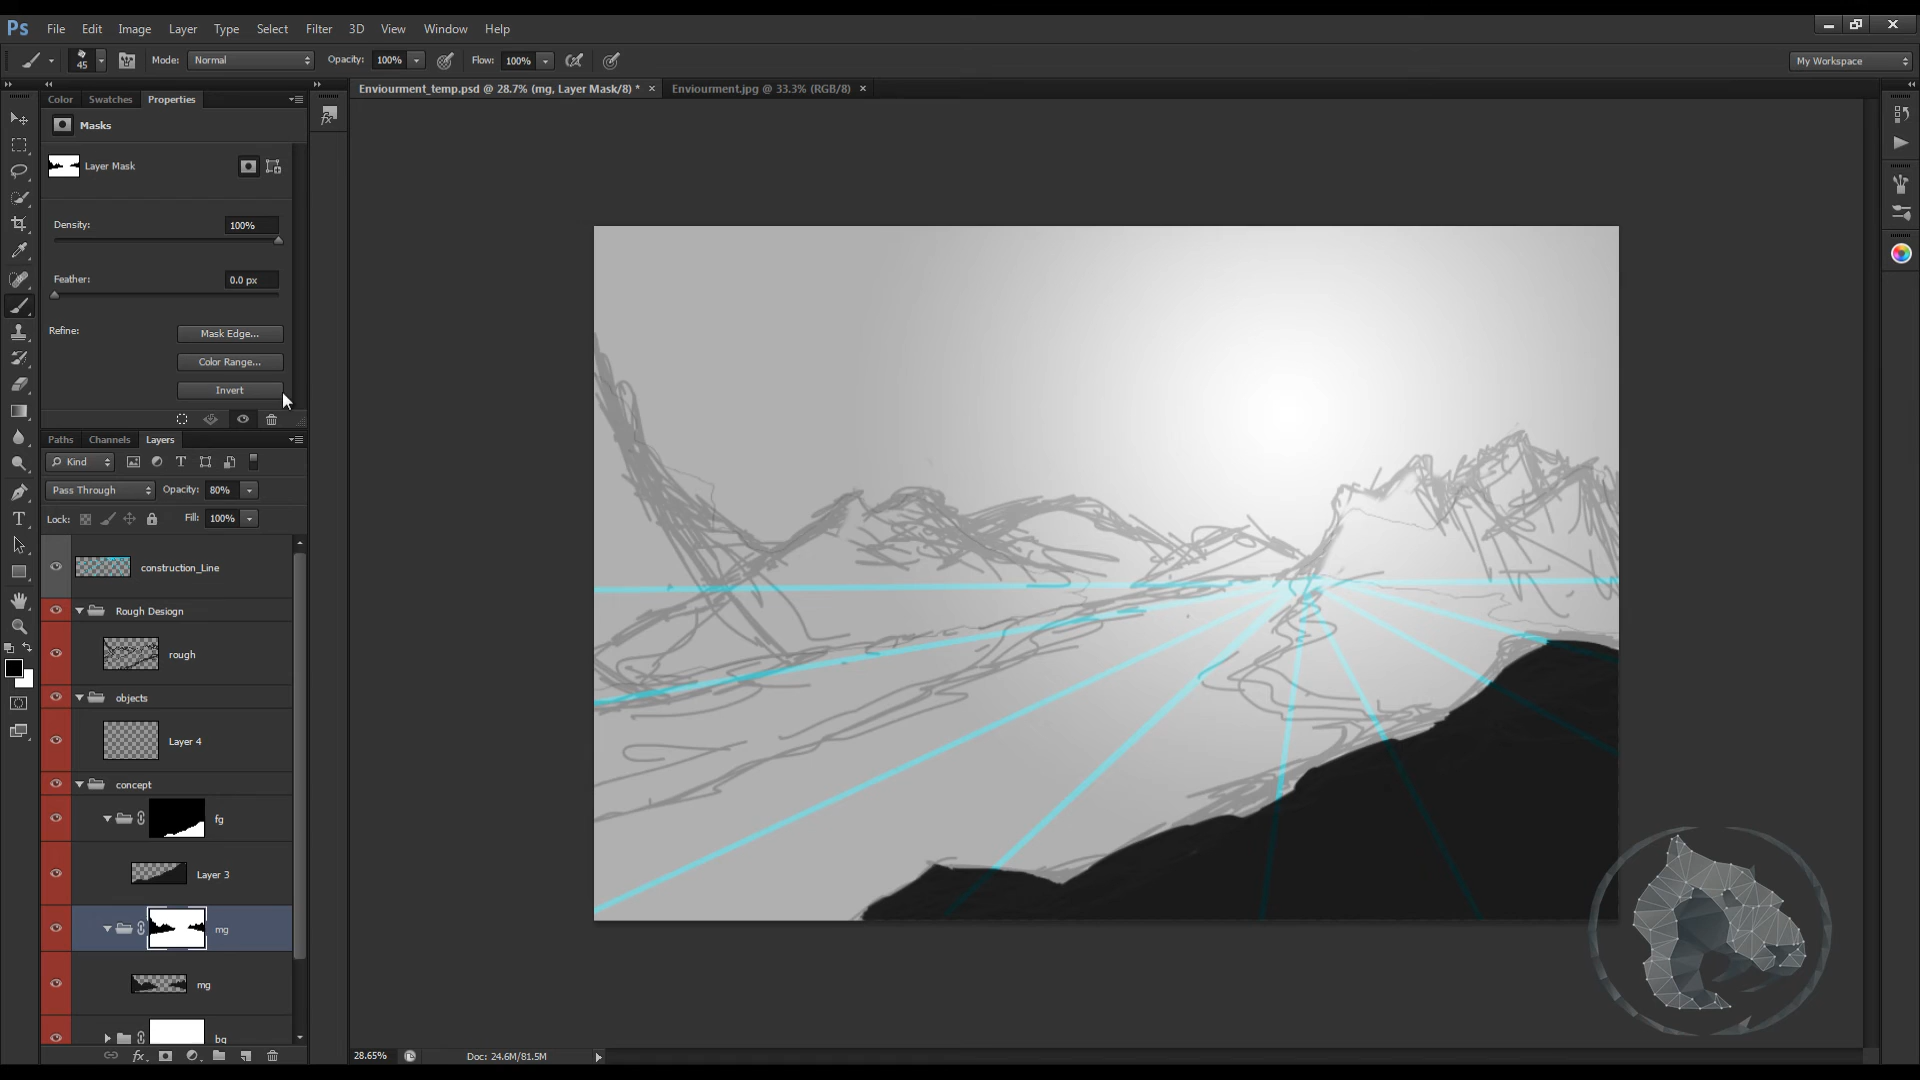 Ps File Edit Image Layer Type Select Filter 3D View Window Help
45 Mode: Normal Opacity: 100% Flow: 100% My Workspace
Color Swatches Properties
Enviourment_temp.psd @ 28.7% (mg, Layer Mask/8) * × Enviourment.jpg @ 33.3% (RGB/8) ×
Masks
Layer Mask
Density: 100%
Feather: 0.0 px
Refine: Mask Edge...
Color Range...
Invert
Paths Channels Layers
Kind
Pass Through Opacity: 80%
Lock: Fill: 100%
construction_Line
Rough Desiogn
rough
objects
Layer 4
concept
fg
Layer 3
mg
mg
bg
fx
28.65% Doc: 24.6M/81.5M